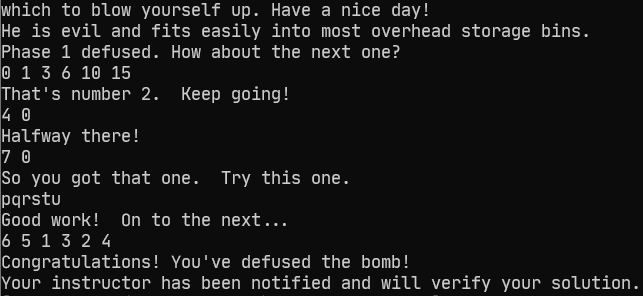 which to blow yourself up. Have a nice day!
He is evil and fits easily into most overhead storage bins.
Phase 1 defused. How about the next one?
0 1 3 6 10 15
That's number 2.  Keep going!
4 0
Halfway there!
7 0
So you got that one.  Try this one.
pqrstu
Good work!  On to the next...
6 5 1 3 2 4
Congratulations! You've defused the bomb!
Your instructor has been notified and will verify your solution.